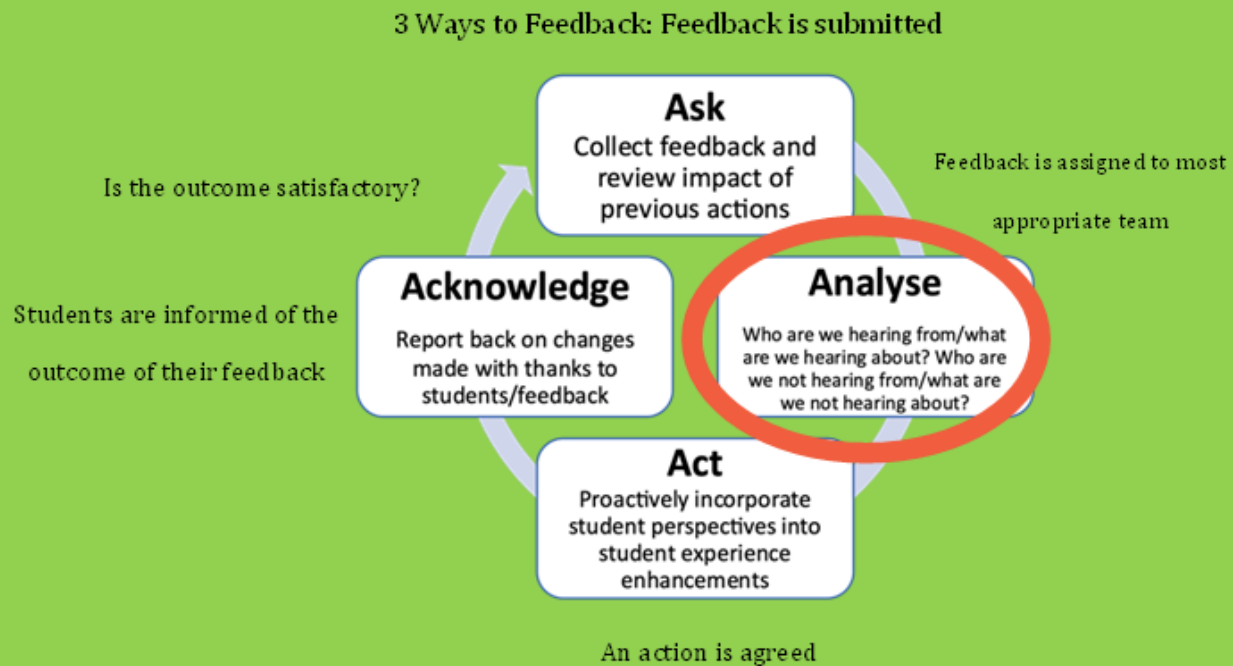 3 Ways to Feedback: Feedback is submitted
Ask
Collect feedback and
review impact of
previous actions
Feedback is assigned to most
appropriate team
Analyse
Who are we hearing from/what
are we hearing about? Who are
we not hearing from/what are
we not hearing about?
Act
Proactively incorporate
student perspectives into
student experience
enhancements
An action is agreed
Acknowledge
Report back on changes
made with thanks to
students/feedback
Students are informed of the
outcome of their feedback
Is the outcome satisfactory?